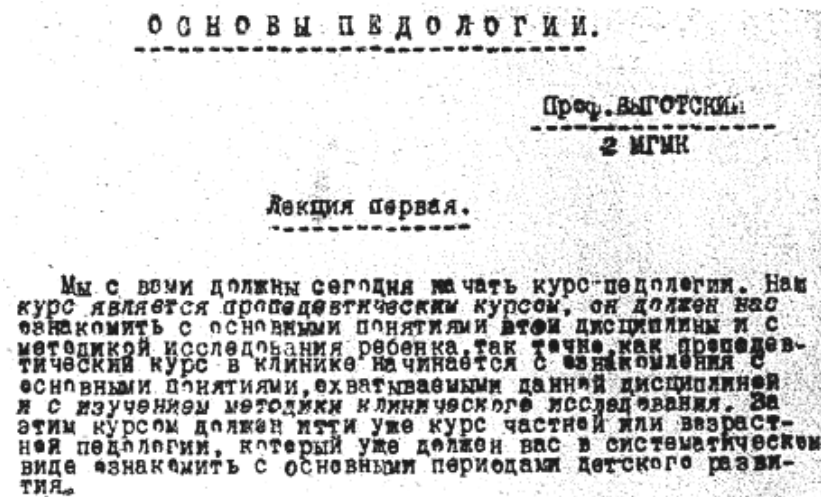 ОСНОВЫ ПЕДОЛОГИИ.
Проф. ВЫГОТСКИЙ
2 МГМК
Лекция первая.
Мы с вами должны сегодня начать курс педологии. Наш
курс является пропедевтическим курсом, он должен нас
ознакомить с основными понятиями этой дисциплины и с
методикой исследования ребенка, так точно, как пропедев-
тический курс в клинике начинается с ознакомления с
основными понятиями, охватываемыми данной дисциплиной
и с изучением методики клинического исследования. За
этим курсом должен итти уже курс частной или возраст-
ной педологии, который уже должен вас в систематическом
виде ознакомить с основными периодами детского разви-
тия.